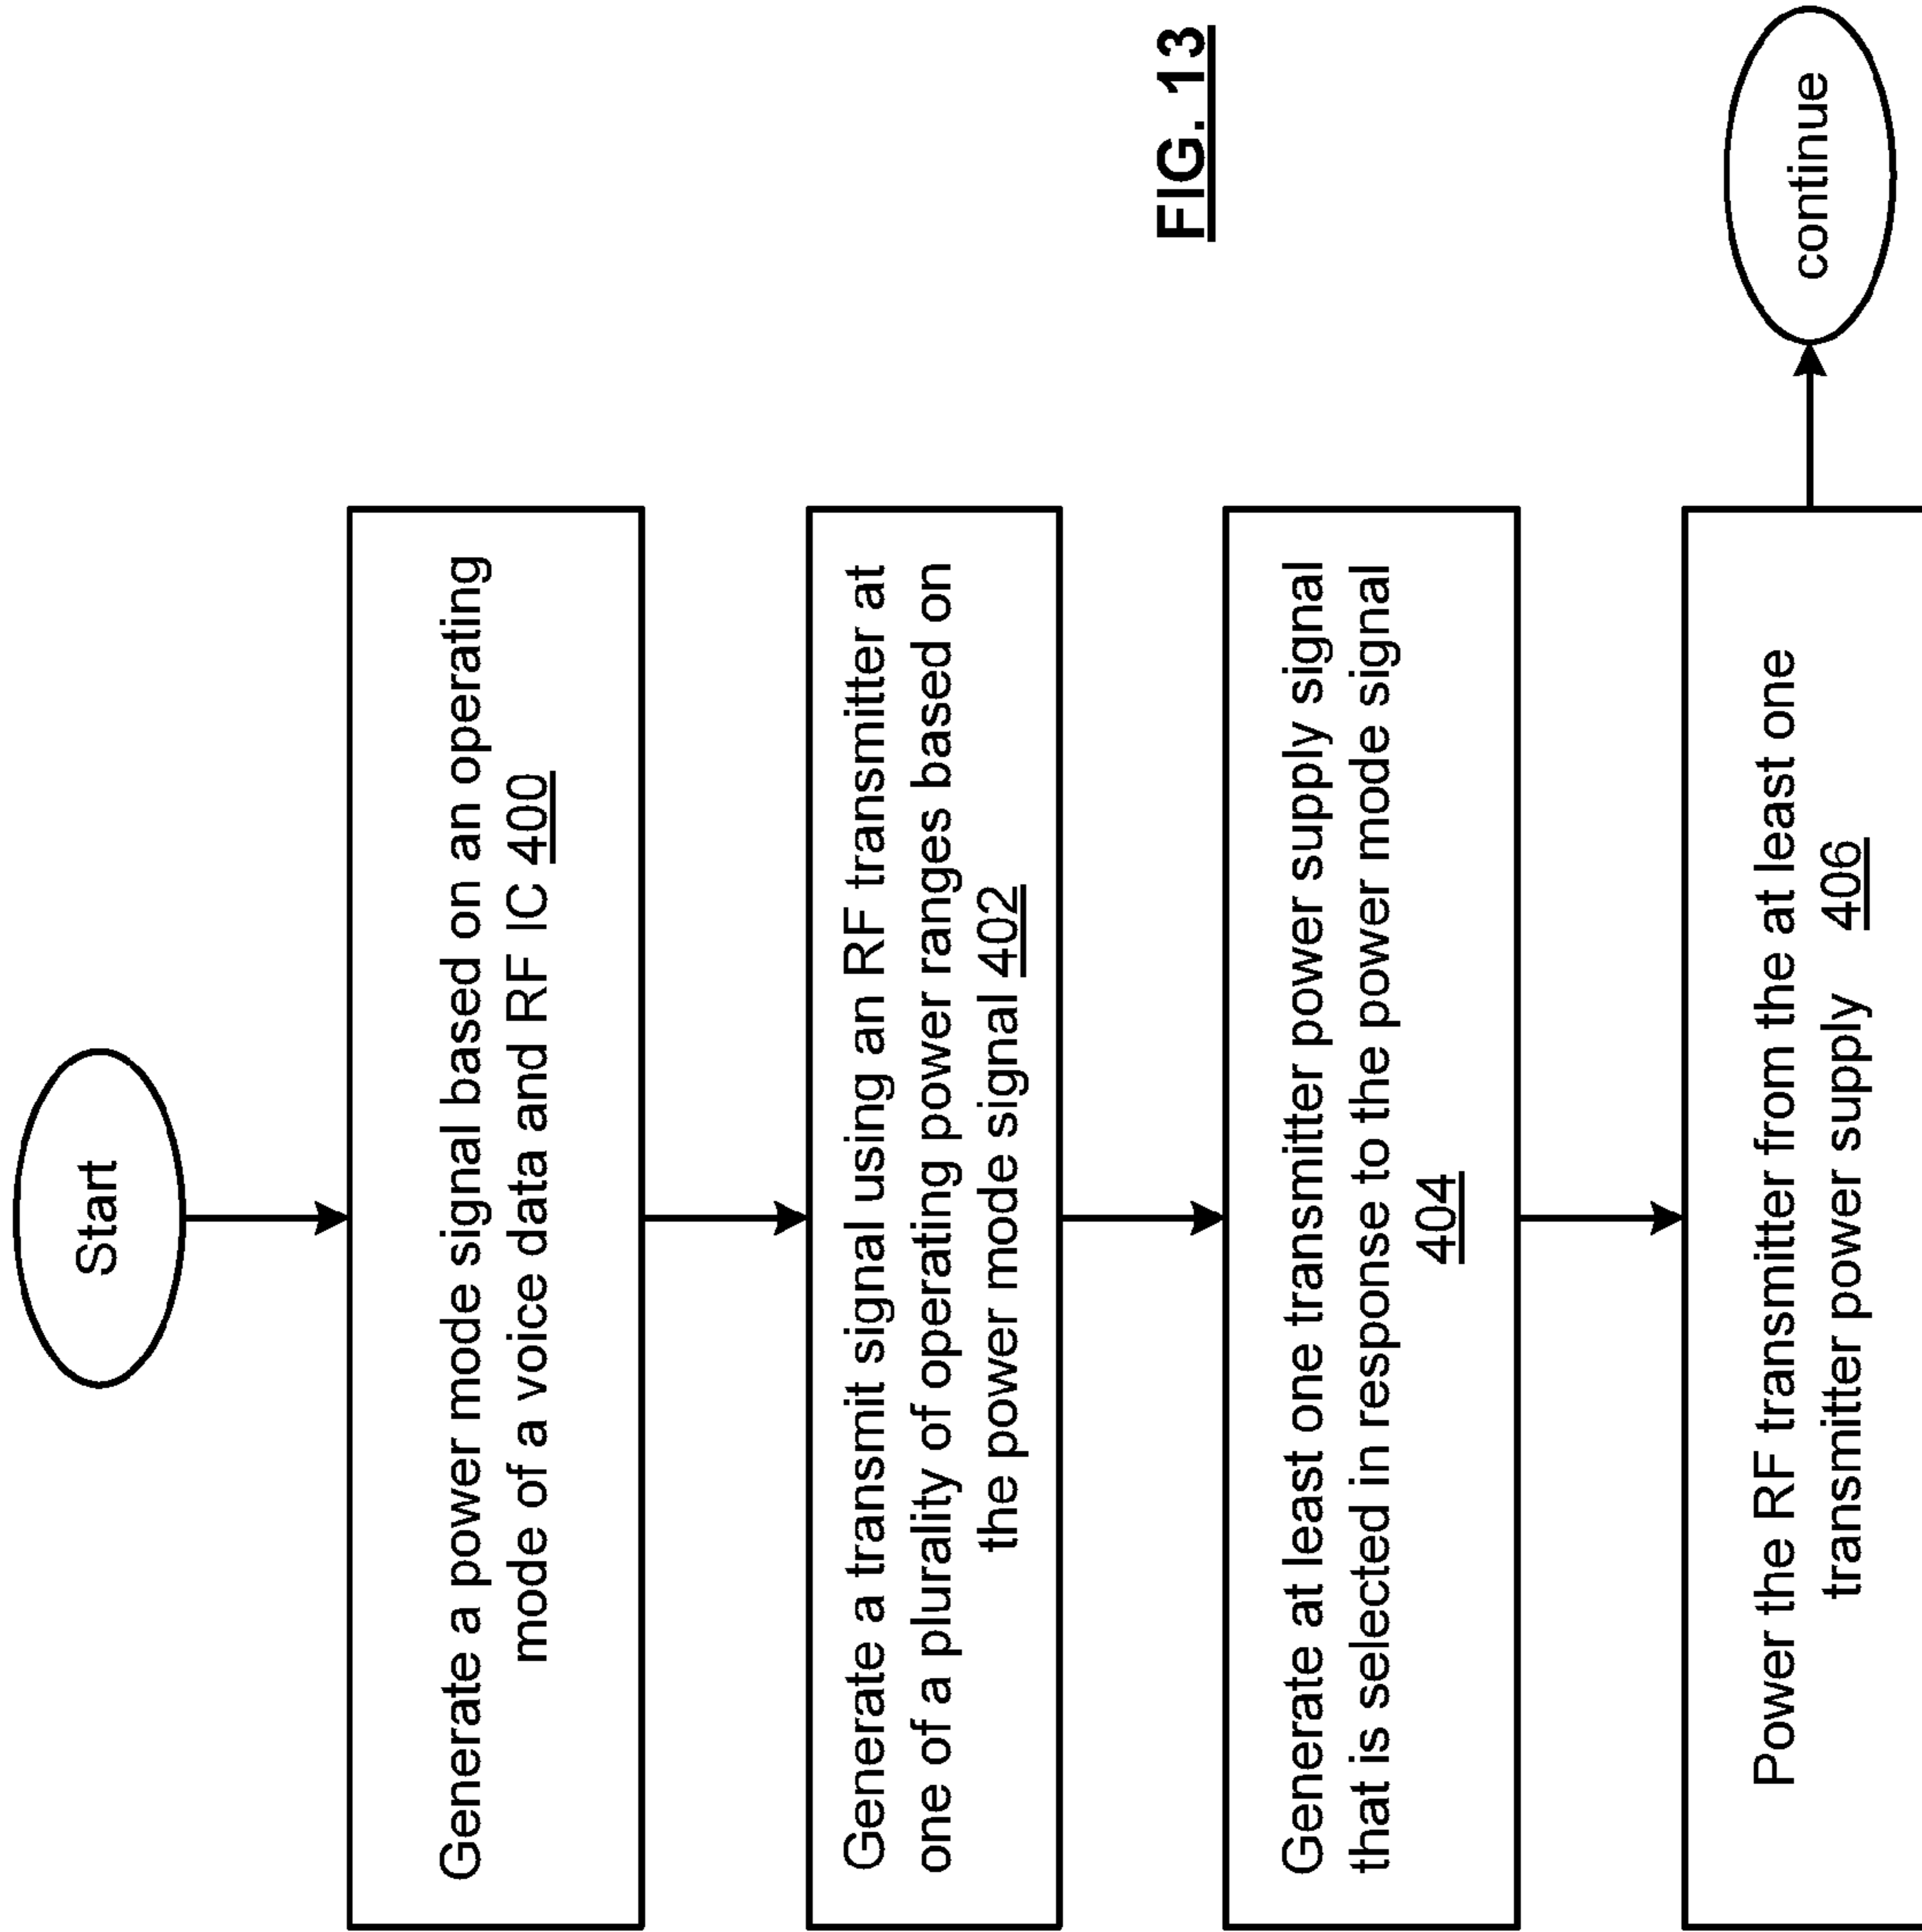 Start
Generate a power mode signal based on an operating
mode of a voice data and RF IC 400
Generate a transmit signal using an RF transmitter at
one of a plurality of operating power ranges based on
the power mode signal 402
Generate at least one transmitter power supply signal
that is selected in response to the power mode signal
404
Power the RF transmitter from the at least one
transmitter power supply 406
continue
FIG. 13